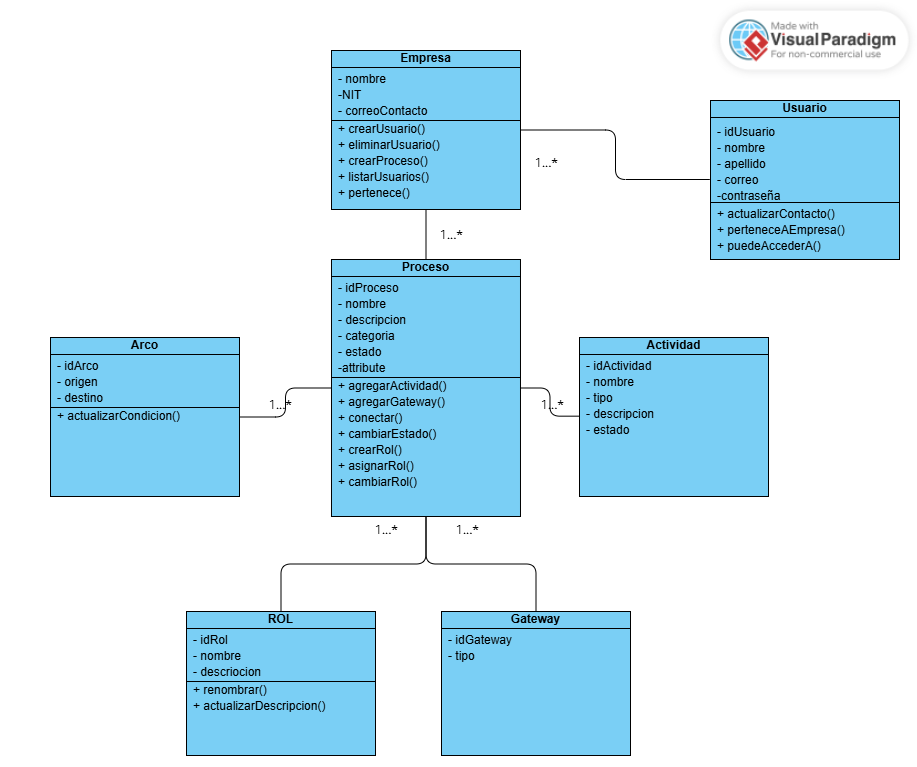 Made with
Visual Paradigm
For non-commercial use
Empresa
- nombre
-NIT
- correoContacto
+ crearUsuario()
+ eliminarUsuario()
+ crearProceso()
+ listarUsuarios()
+ pertenece()
1...*
Usuario
- idUsuario
- nombre
- apellido
- correo
-contraseña
+ actualizarContacto()
+ perteneceAEmpresa()
+ puedeAccederA()
1...*
Proceso
- idProceso
- nombre
- descripcion
- categoria
- estado
-attribute
+ agregarActividad()
+ agregarGateway()
+ conectar()
+ cambiarEstado()
+ crearRol()
+ asignarRol()
+ cambiarRol()
Arco
- idArco
- origen
- destino
+ actualizarCondicion()
1...*
1...*
Actividad
- idActividad
- nombre
- tipo
- descripcion
- estado
1...*
1...*
ROL
- idRol
- nombre
- descriocion
+ renombrar()
+ actualizarDescripcion()
Gateway
- idGateway
- tipo